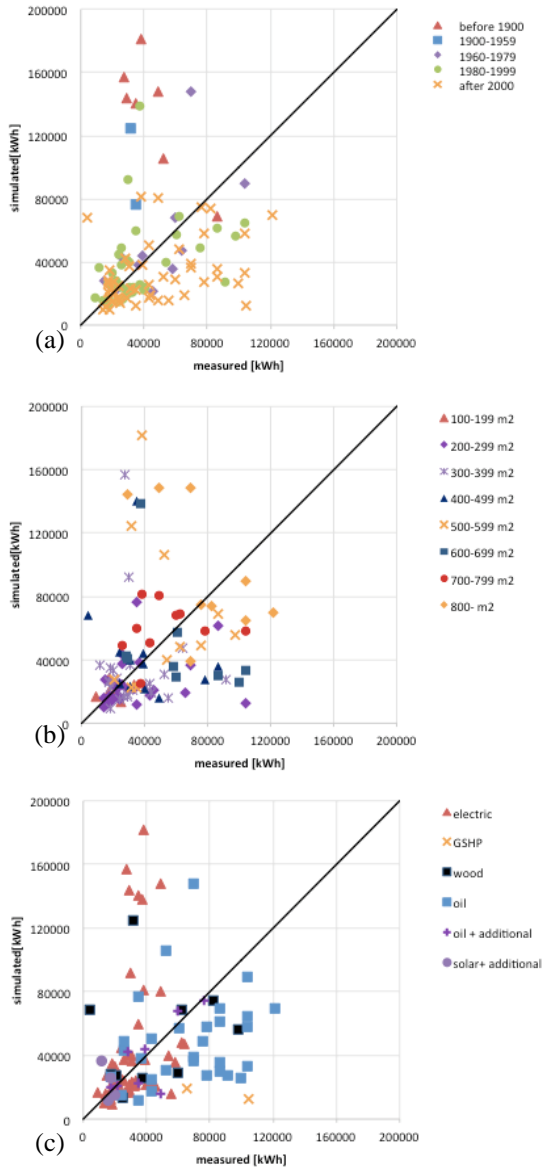 200000
160000
120000
80000
40000
0
simulated[kWh]
0 40000 80000 120000 160000 200000
measured [kWh]
before 1900
1900-1959
1960-1979
1980-1999
after 2000
(a)
200000
160000
120000
80000
40000
0
simulated [kWh]
0 40000 80000 120000 160000 200000
measured [kWh]
100-199 m2
200-299 m2
300-399 m2
400-499 m2
500-599 m2
600-699 m2
700-799 m2
800- m2
(b)
200000
160000
120000
80000
40000
0
simulated[kWh]
0 40000 80000 120000 160000 200000
measured [kWh]
electric
GSHP
wood
oil
oil + additional
solar+ additional
(c)